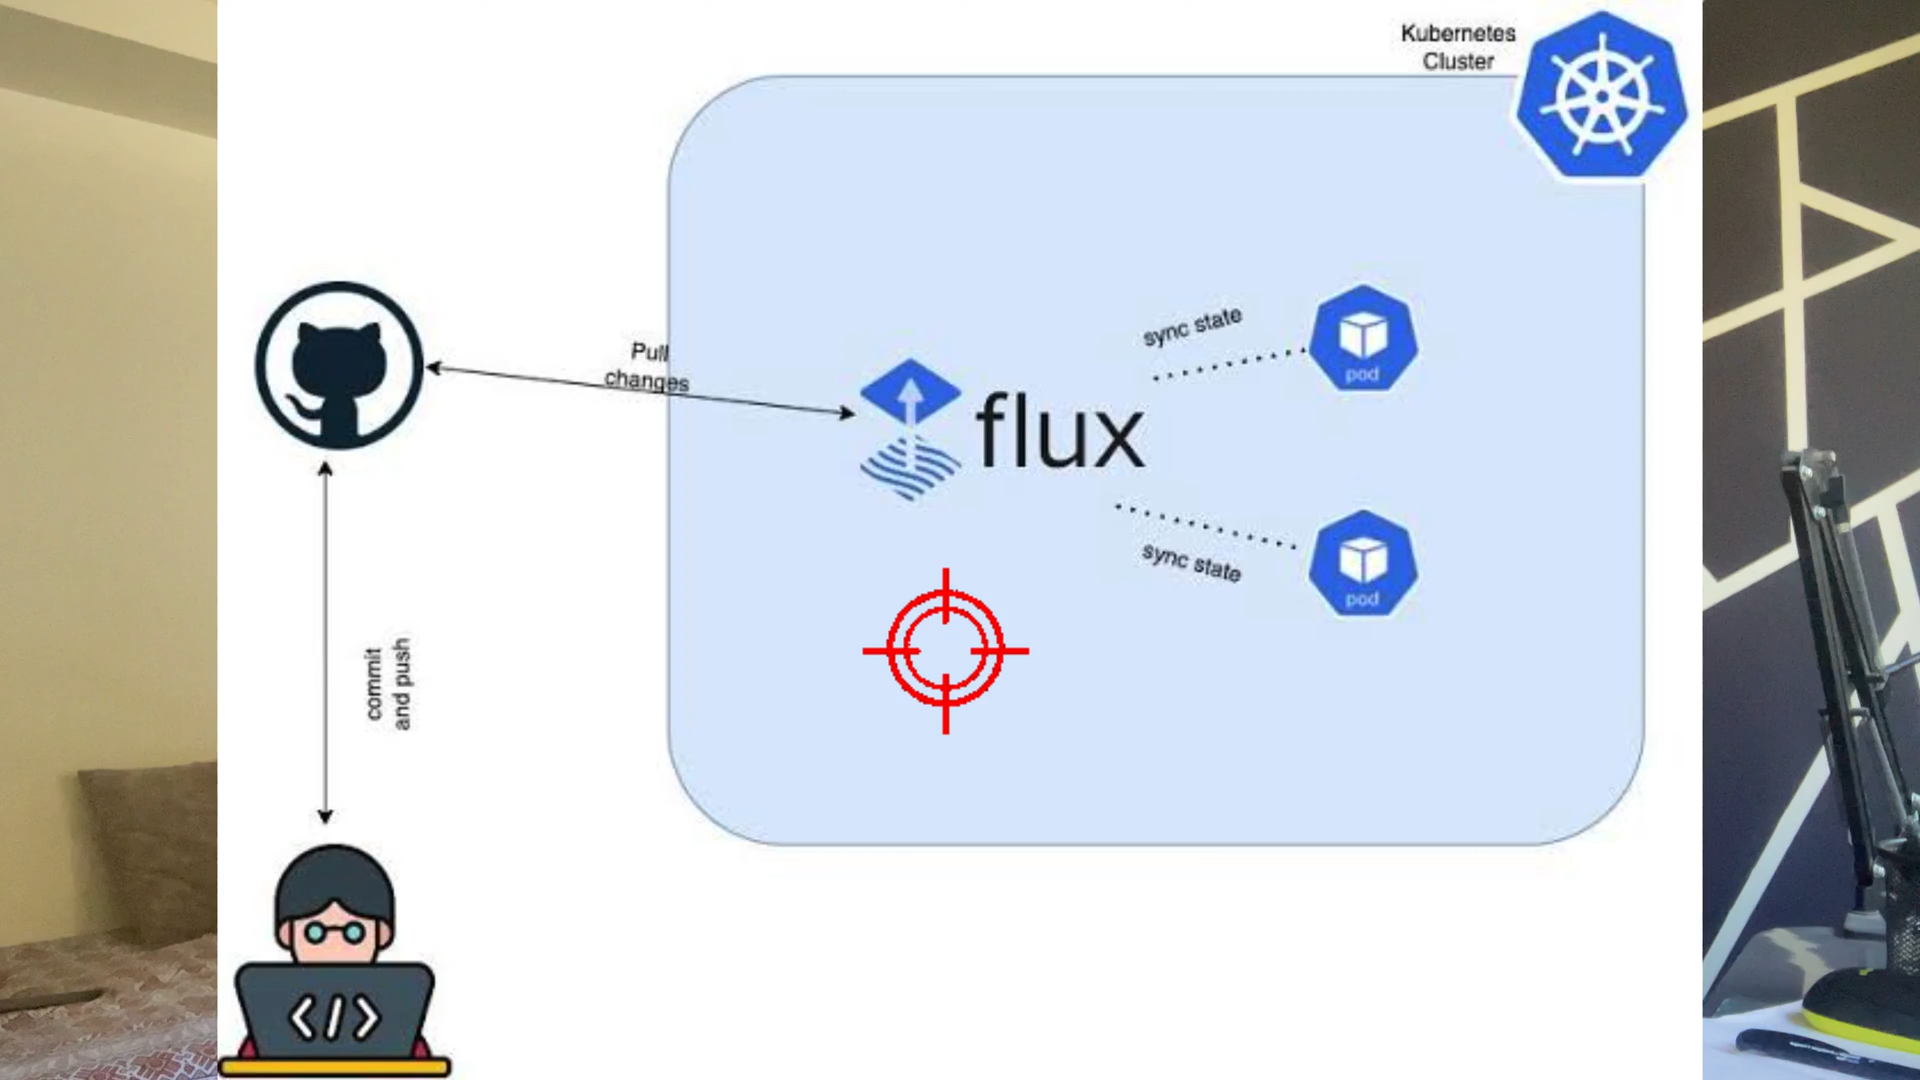 Kubernetes
Cluster
Pull
changes
sync state
pod
flux
sync state
pod
commit
and push
</>